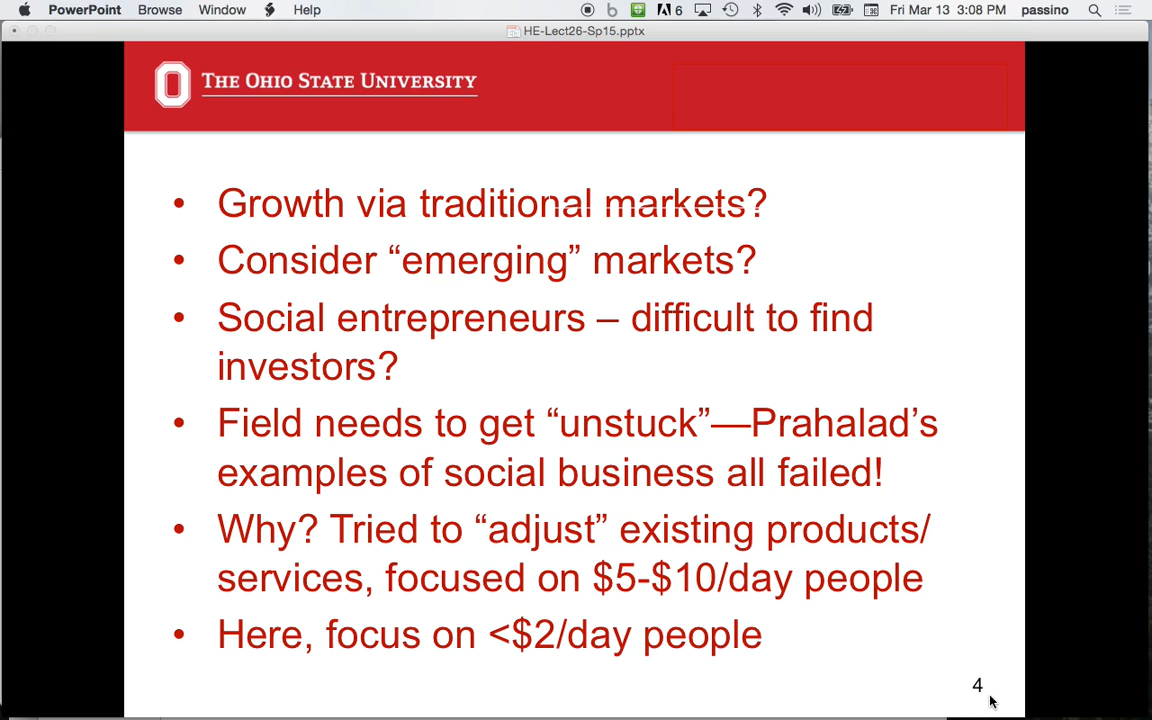 PowerPoint Browse Window Help 6 Fri Mar 13 3:08 PM passino
HE-Lect26-Sp15.pptx
THE OHIO STATE UNIVERSITY
• Growth via traditional markets?
• Consider “emerging” markets?
• Social entrepreneurs – difficult to find
investors?
• Field needs to get “unstuck”—Prahalad’s
examples of social business all failed!
• Why? Tried to “adjust” existing products/
services, focused on $5-$10/day people
• Here, focus on <$2/day people
4